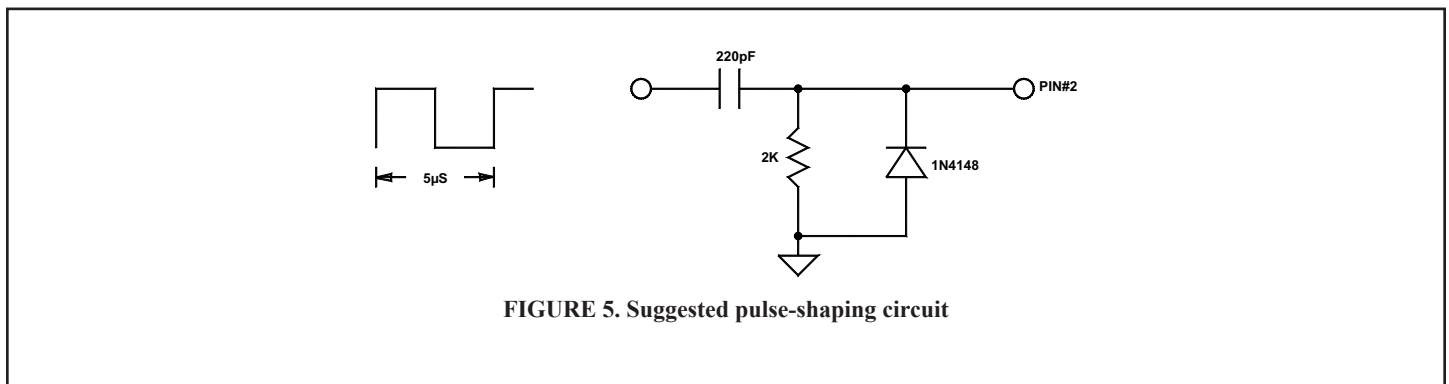 220pF
PIN#2
2K
1N4148
5µS
FIGURE 5. Suggested pulse-shaping circuit